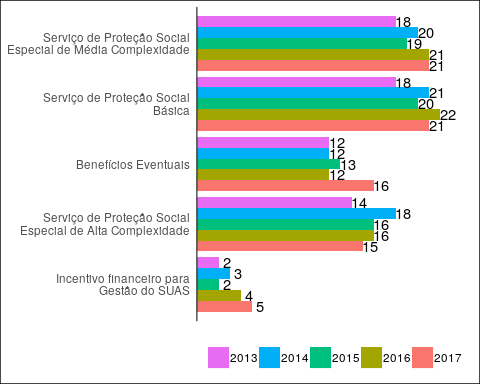 Serviço de Proteção Social
Especial de Média Complexidade
18
20
19
21
21
Serviço de Proteção Social
Básica
18
21
20
22
21
Benefícios Eventuais
12
12
13
12
16
Serviço de Proteção Social
Especial de Alta Complexidade
14
18
16
16
15
Incentivo financeiro para
Gestão do SUAS
2
3
2
4
5
2013 2014 2015 2016 2017